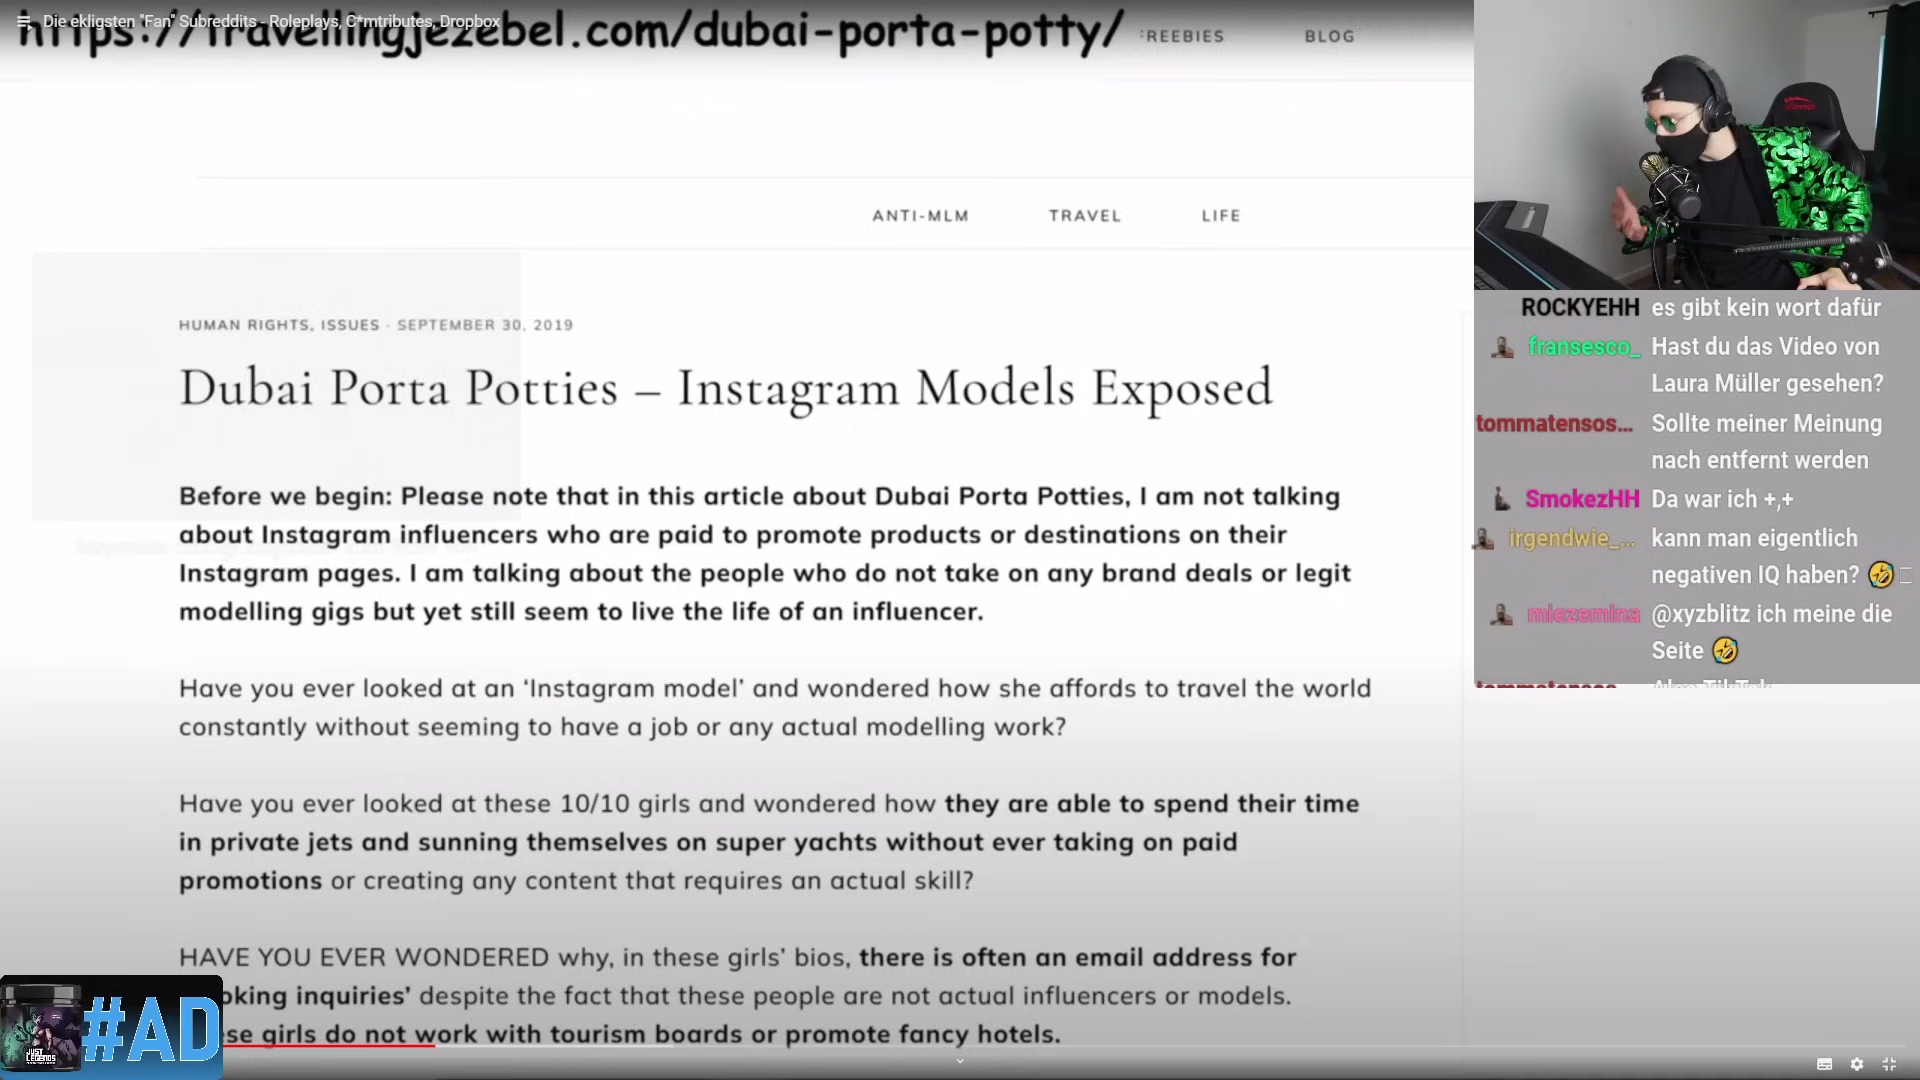 https://travellingjezebel.com/dubai-porta-potty/
Die ekligsten "Fan" Subreddits - Roleplays, C*mtributes, Dropbox
REEBIES BLOG
ANTI-MLM TRAVEL LIFE
HUMAN RIGHTS, ISSUES · SEPTEMBER 30, 2019
Dubai Porta Potties – Instagram Models Exposed
Before we begin: Please note that in this article about Dubai Porta Potties, I am not talking
about Instagram influencers who are paid to promote products or destinations on their
Instagram pages. I am talking about the people who do not take on any brand deals or legit
modelling gigs but yet still seem to live the life of an influencer.
Have you ever looked at an ‘Instagram model’ and wondered how she affords to travel the world
constantly without seeming to have a job or any actual modelling work?
Have you ever looked at these 10/10 girls and wondered how they are able to spend their time
in private jets and sunning themselves on super yachts without ever taking on paid
promotions or creating any content that requires an actual skill?
HAVE YOU EVER WONDERED why, in these girls’ bios, there is often an email address for
oking inquiries’ despite the fact that these people are not actual influencers or models.
se girls do not work with tourism boards or promote fancy hotels.
JUST
LEGENDS
#AD
ROCKYEHH es gibt kein wort dafür
fransesco_ Hast du das Video von
Laura Müller gesehen?
tommatensos... Sollte meiner Meinung
nach entfernt werden
SmokezHH Da war ich +,+
irgendwie_... kann man eigentlich
negativen IQ haben? 🤣
miezemina @xyzblitz ich meine die
Seite 🤣